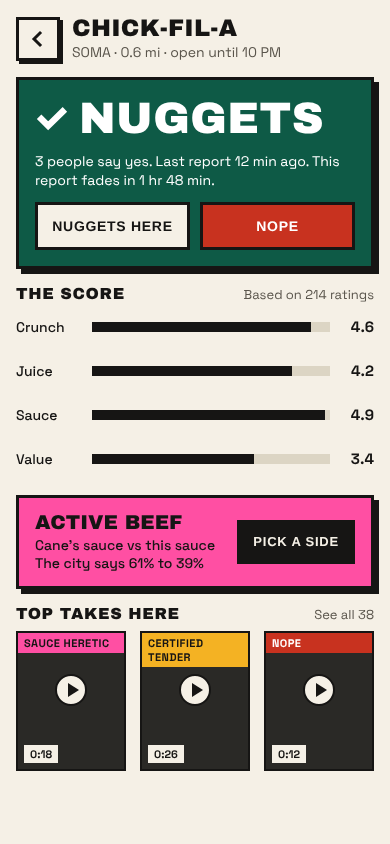 CHICK-FIL-A
SOMA · 0.6 mi · open until 10 PM
NUGGETS
3 people say yes. Last report 12 min ago. This
report fades in 1 hr 48 min.
NUGGETS HERE
NOPE
THE SCORE
Based on 214 ratings
Crunch
4.6
Juice
4.2
Sauce
4.9
Value
3.4
ACTIVE BEEF
Cane's sauce vs this sauce
The city says 61% to 39%
PICK A SIDE
TOP TAKES HERE
See all 38
SAUCE HERETIC
0:18
CERTIFIED
TENDER
0:26
NOPE
0:12